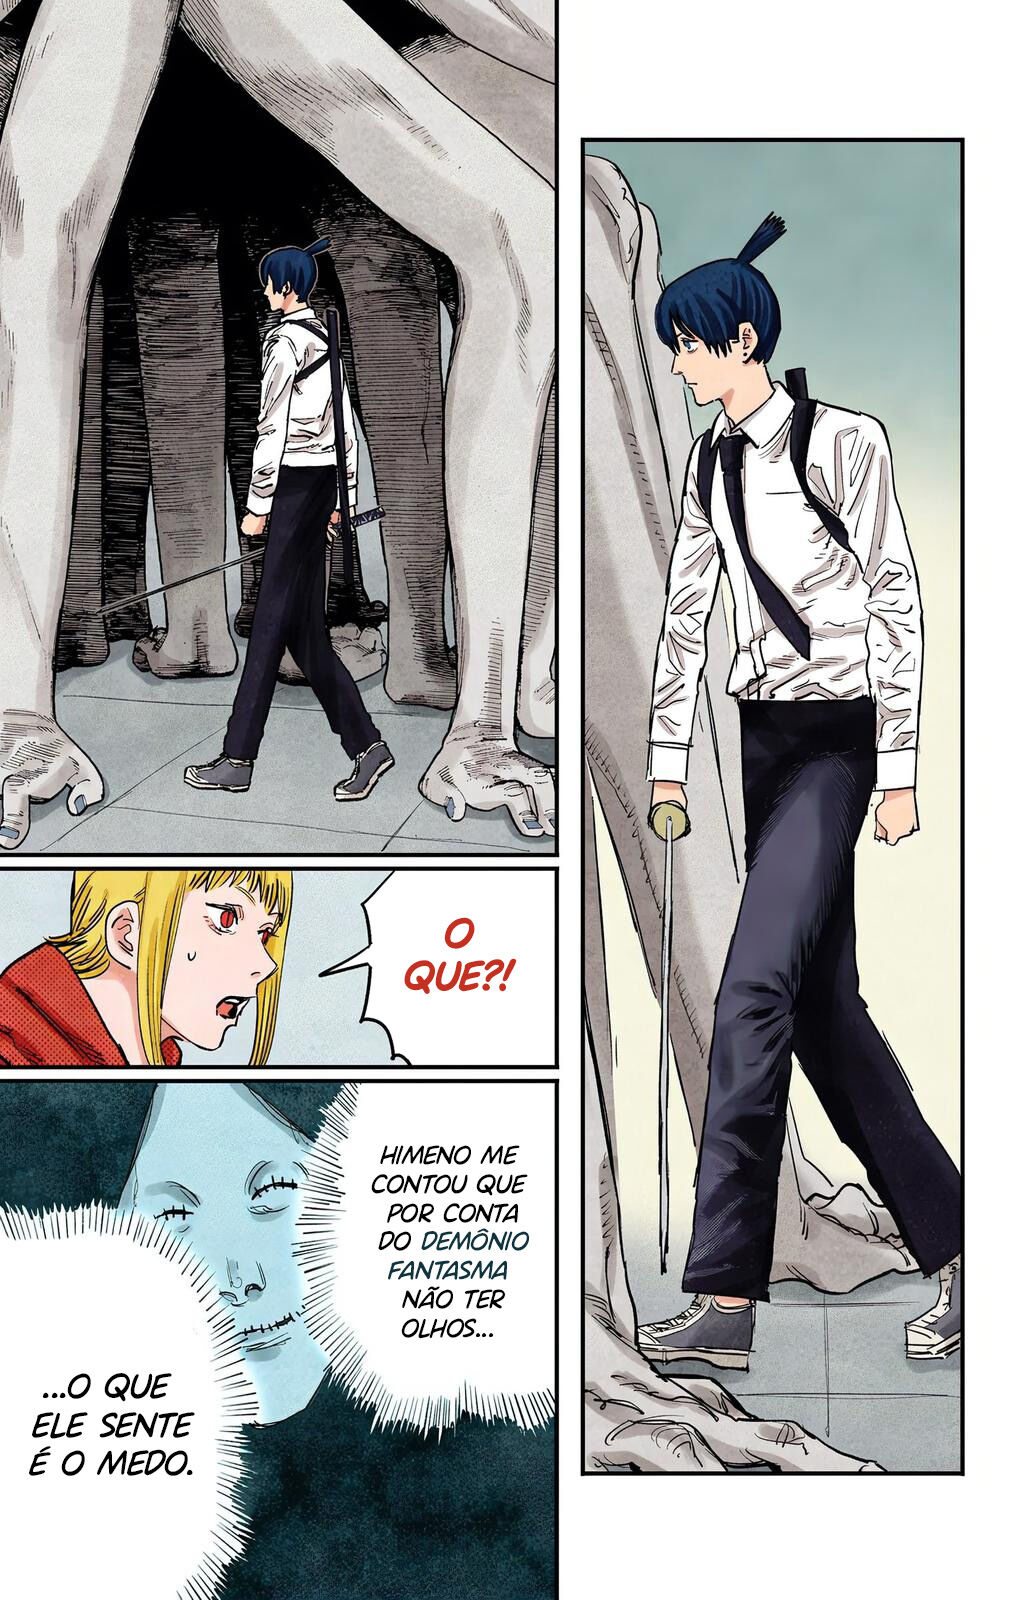 O
QUE?!
HIMENO ME
CONTOU QUE
POR CONTA
DO DEMÔNIO
FANTASMA
NÃO TER
OLHOS...
...O QUE
ELE SENTE
É O MEDO.